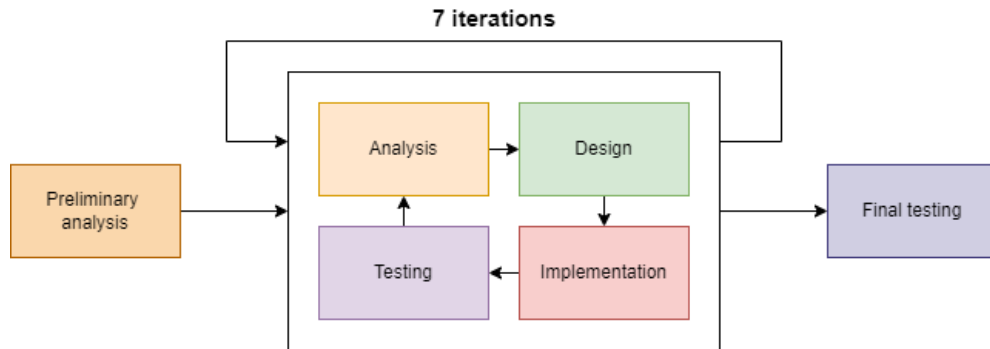 7 iterations
Analysis
Design
Preliminary
analysis
Final testing
Testing
Implementation